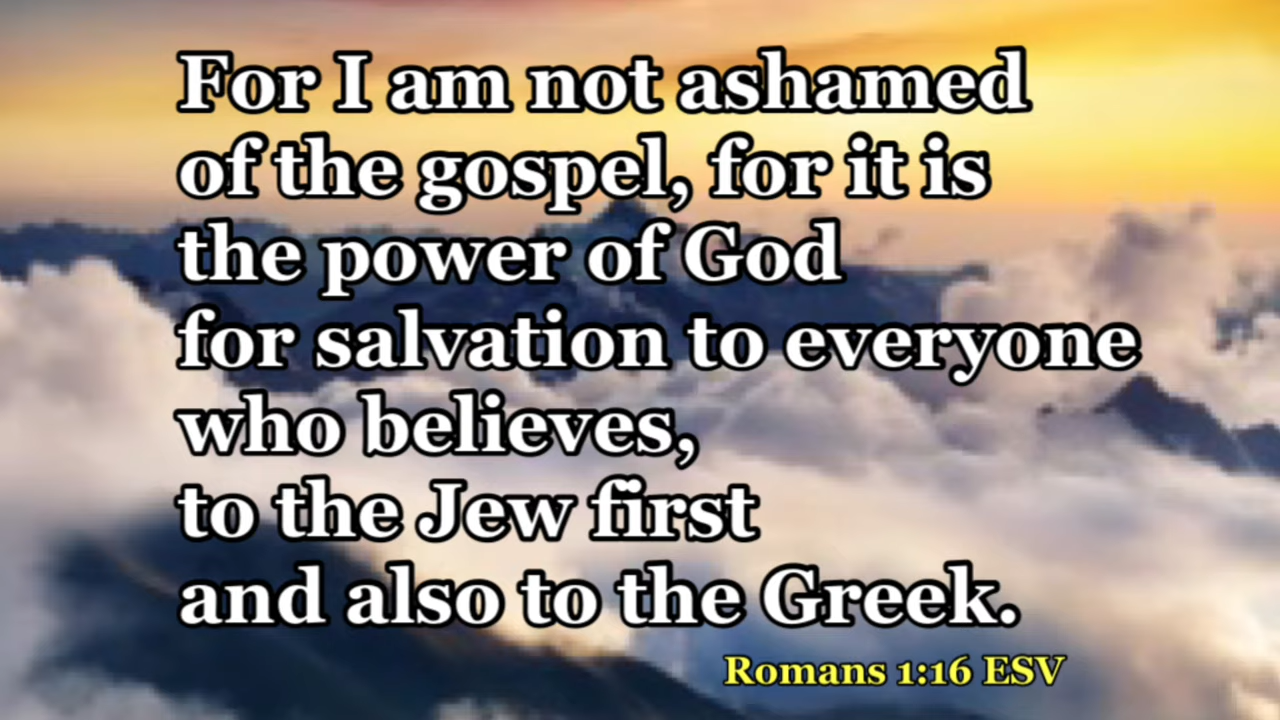 For I am not ashamed
of the gospel, for it is
the power of God
for salvation to everyone
who believes,
to the Jew first
and also to the Greek.
Romans 1:16 ESV